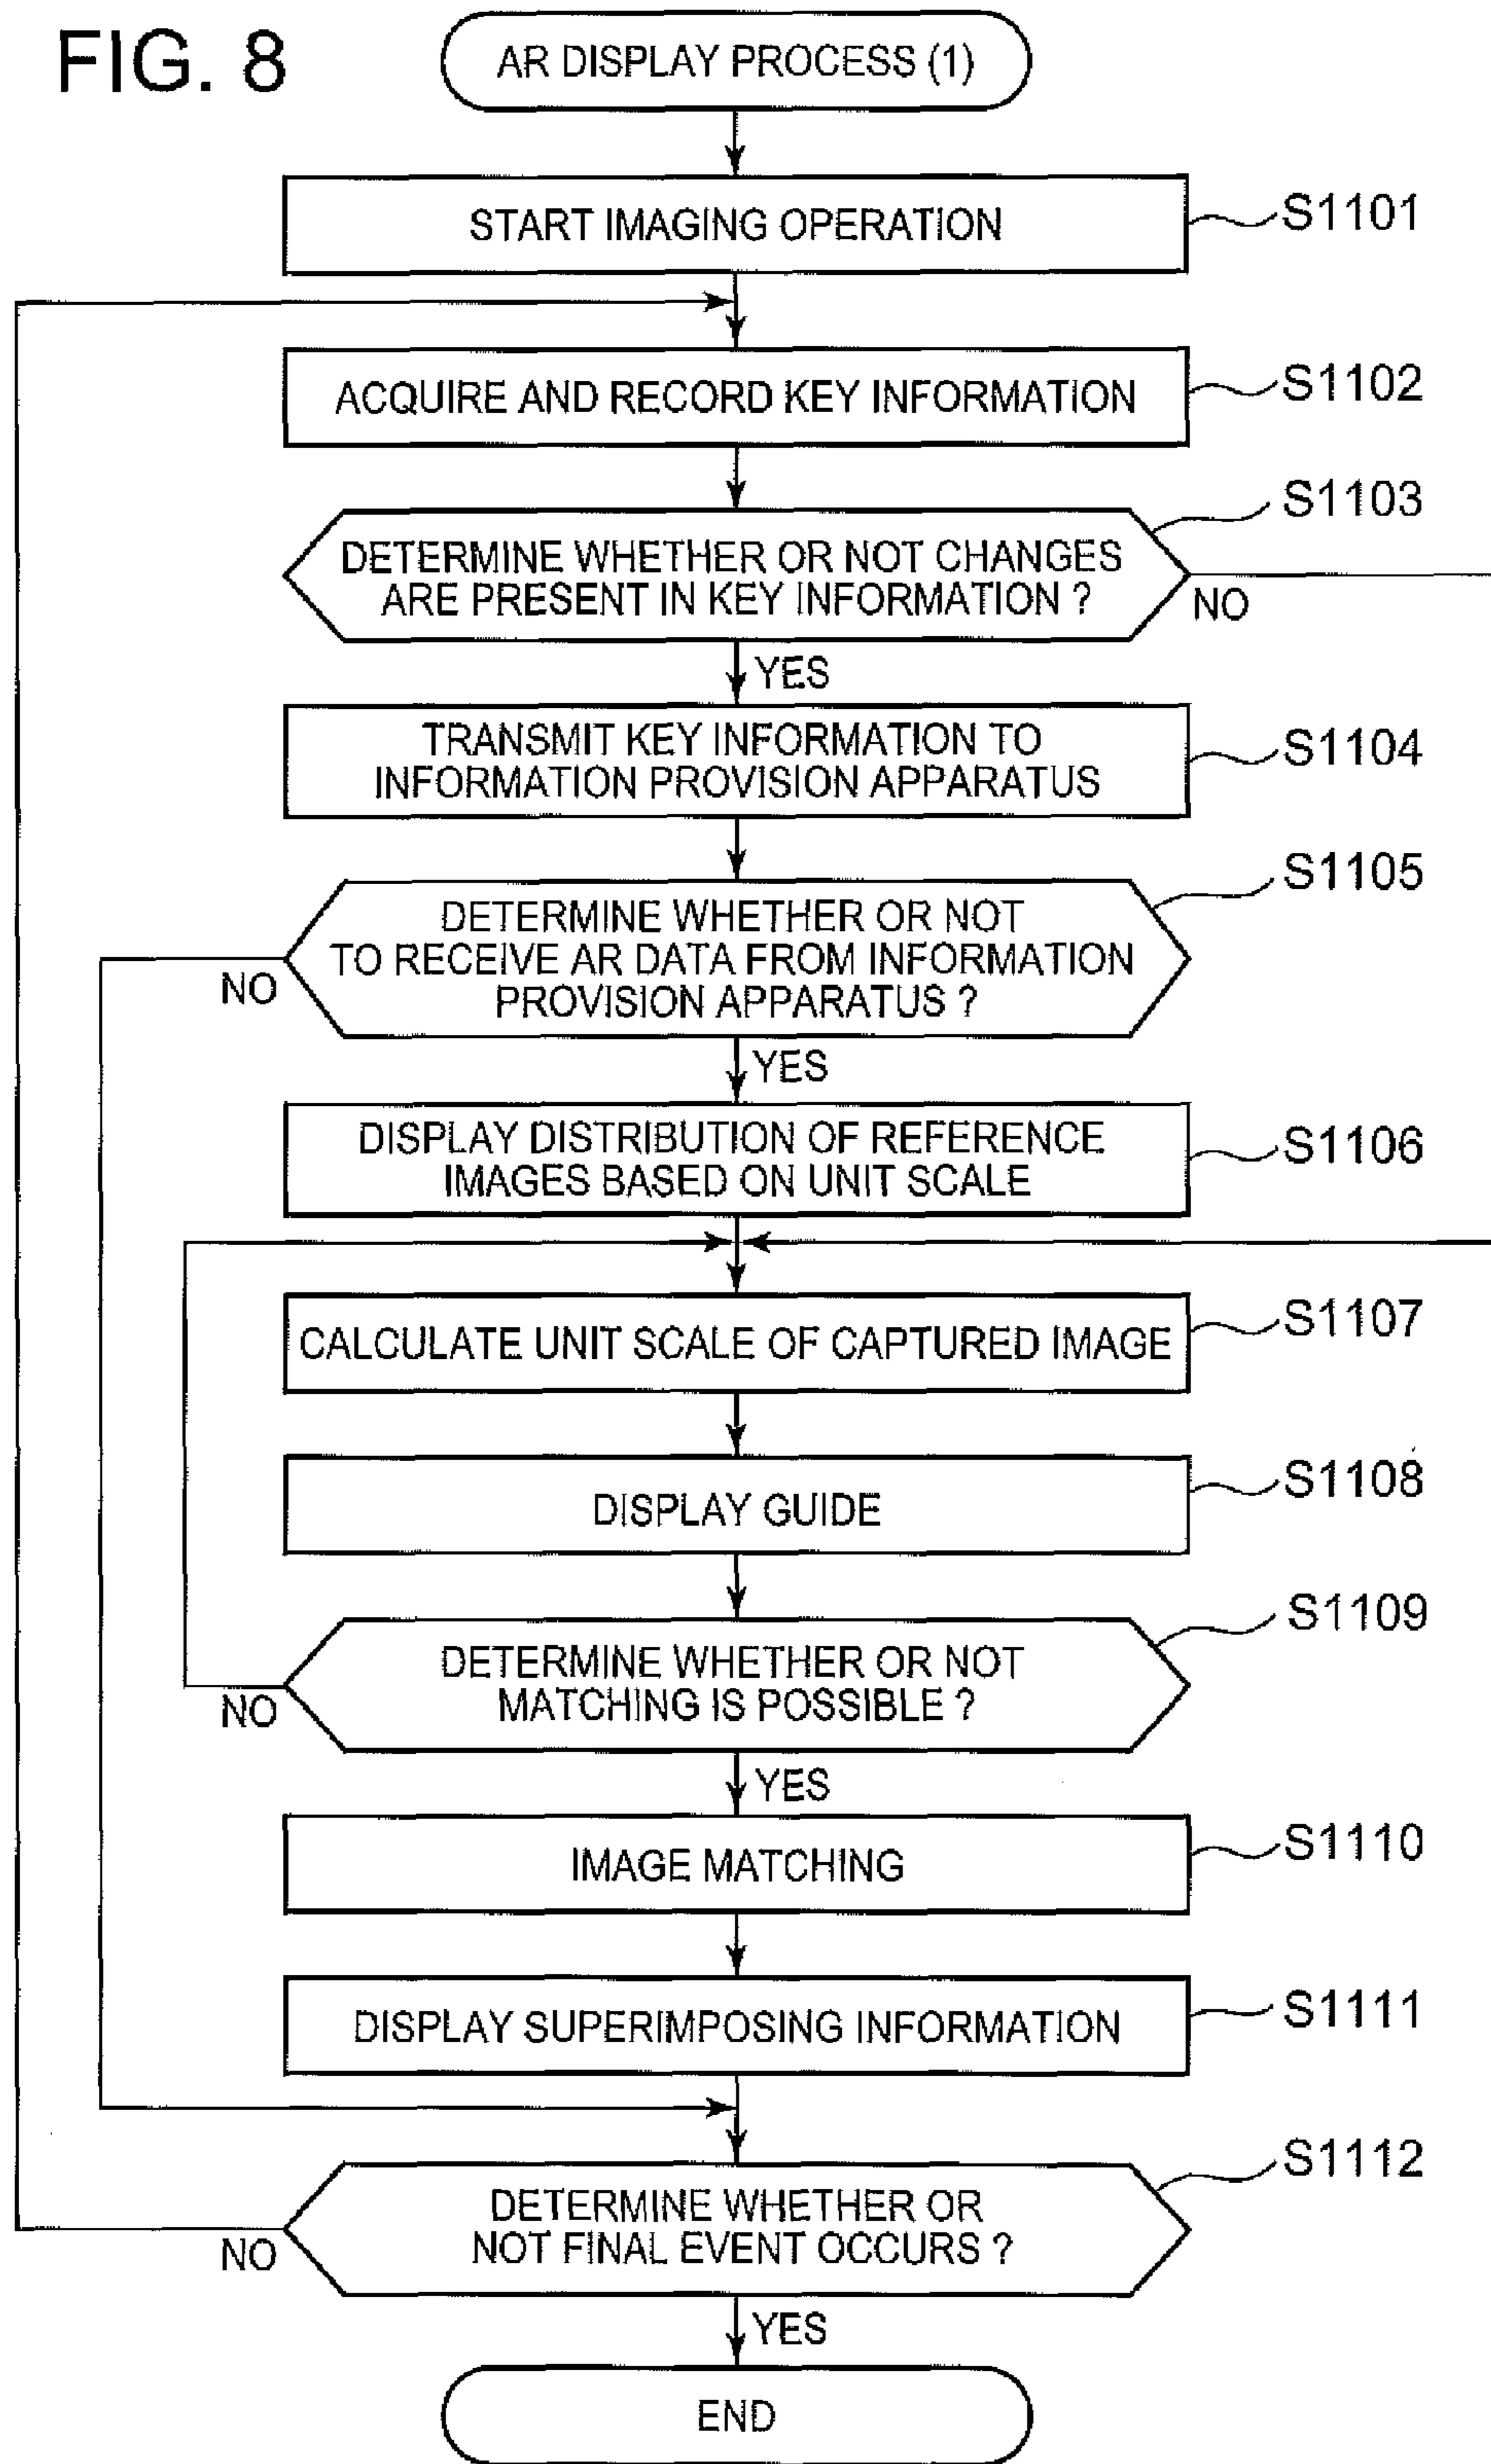 FIG. 8
AR DISPLAY PROCESS (1)
START IMAGING OPERATION
S1101
ACQUIRE AND RECORD KEY INFORMATION
S1102
DETERMINE WHETHER OR NOT CHANGES
ARE PRESENT IN KEY INFORMATION ?
S1103
NO
YES
TRANSMIT KEY INFORMATION TO
INFORMATION PROVISION APPARATUS
S1104
DETERMINE WHETHER OR NOT
TO RECEIVE AR DATA FROM INFORMATION
PROVISION APPARATUS ?
S1105
NO
YES
DISPLAY DISTRIBUTION OF REFERENCE
IMAGES BASED ON UNIT SCALE
S1106
CALCULATE UNIT SCALE OF CAPTURED IMAGE
S1107
DISPLAY GUIDE
S1108
DETERMINE WHETHER OR NOT
MATCHING IS POSSIBLE ?
S1109
NO
YES
IMAGE MATCHING
S1110
DISPLAY SUPERIMPOSING INFORMATION
S1111
DETERMINE WHETHER OR
NOT FINAL EVENT OCCURS ?
S1112
NO
YES
END